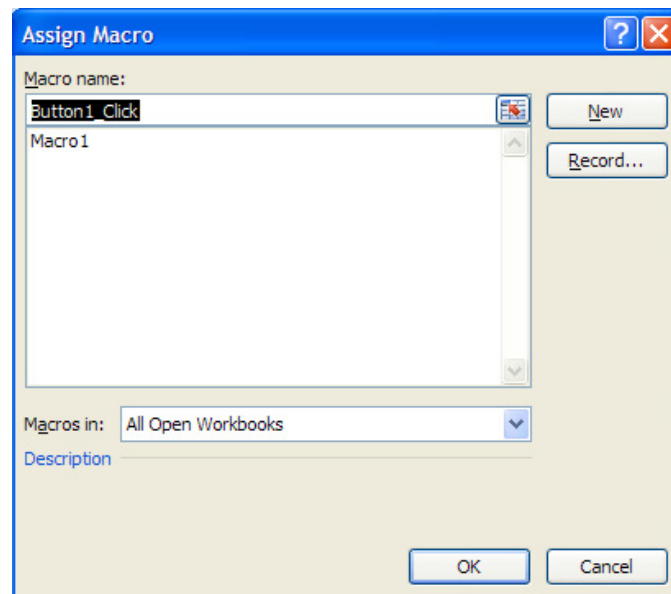 Assign Macro
?
Macro name:
Button1_Click
New
Macro1
Record...
Macros in: All Open Workbooks
Description
OK
Cancel